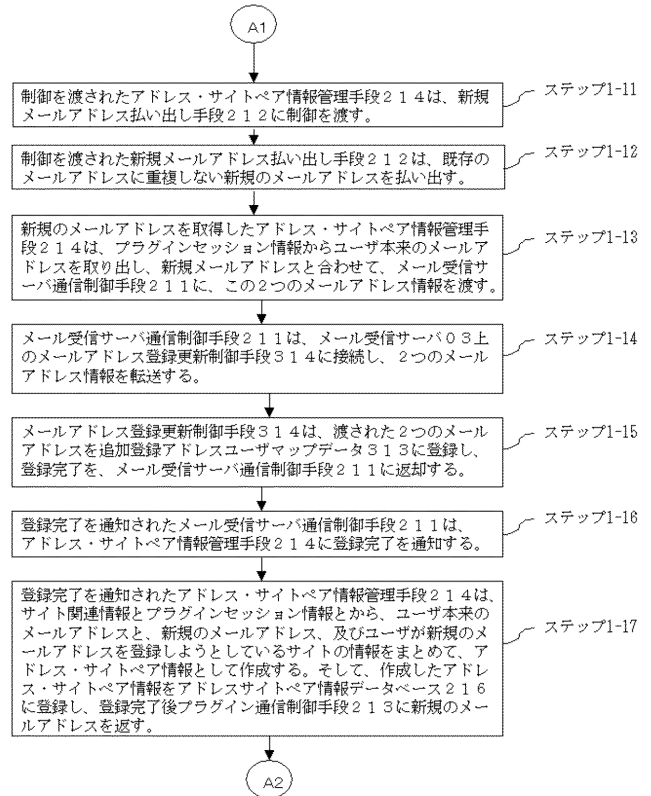 A1
制御を渡されたアドレス・サイトペア情報管理手段２１４は、新規
メールアドレス払い出し手段２１２に制御を渡す。
ステップ1-11
制御を渡された新規メールアドレス払い出し手段２１２は、既存の
メールアドレスに重複しない新規のメールアドレスを払い出す。
ステップ1-12
新規のメールアドレスを取得したアドレス・サイトペア情報管理手
段２１４は、プラグインセッション情報からユーザ本来のメールア
ドレスを取り出し、新規メールアドレスと合わせて、メール受信サ
ーバ通信制御手段２１１に、この２つのメールアドレス情報を渡す。
ステップ1-13
メール受信サーバ通信制御手段２１１は、メール受信サーバ０３上
のメールアドレス登録更新制御手段３１４に接続し、２つのメール
アドレス情報を転送する。
ステップ1-14
メールアドレス登録更新制御手段３１４は、渡された２つのメール
アドレスを追加登録アドレスユーザマップデータ３１３に登録し、
登録完了を、メール受信サーバ通信制御手段２１１に返却する。
ステップ1-15
登録完了を通知されたメール受信サーバ通信制御手段２１１は、
アドレス・サイトペア情報管理手段２１４に登録完了を通知する。
ステップ1-16
登録完了を通知されたアドレス・サイトペア情報管理手段２１４は、
サイト関連情報とプラグインセッション情報とから、ユーザ本来の
メールアドレスと、新規のメールアドレス、及びユーザが新規のメ
ールアドレスを登録しようとしているサイトの情報をまとめて、ア
ドレス・サイトペア情報として作成する。そして、作成したアドレ
ス・サイトペア情報をアドレスサイトペア情報データベース２１６
に登録し、登録完了後プラグイン通信制御手段２１３に新規のメー
ルアドレスを返す。
ステップ1-17
A2